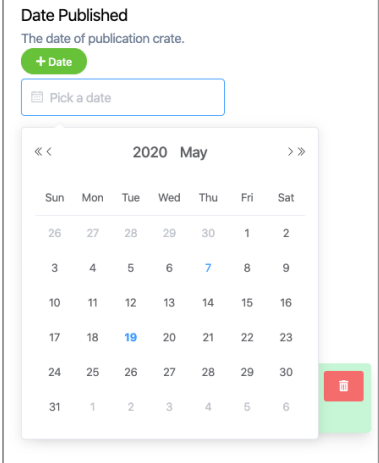 Date Published
The date of publication crate.
+ Date
Pick a date
« < 2020 May > »
Sun Mon Tue Wed Thu Fri Sat
26 27 28 29 30 1 2
3 4 5 6 7 8 9
10 11 12 13 14 15 16
17 18 19 20 21 22 23
24 25 26 27 28 29 30
31 1 2 3 4 5 6